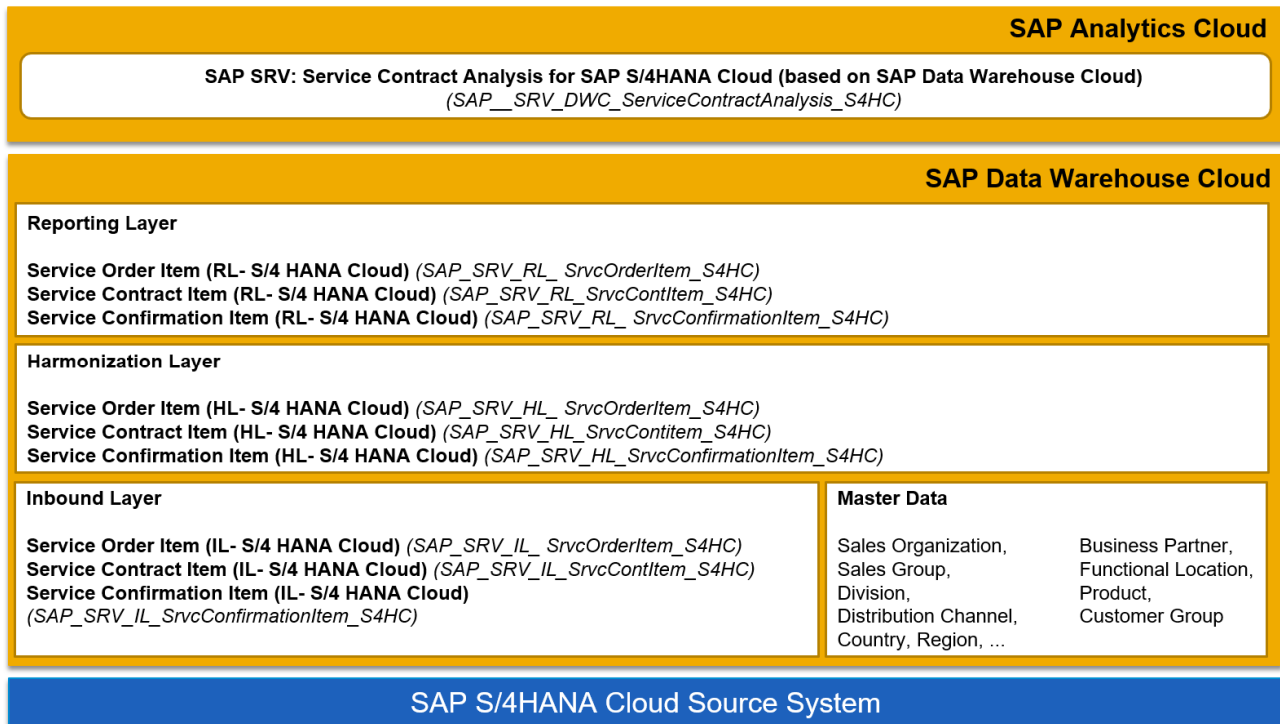 SAP Analytics Cloud
SAP SRV: Service Contract Analysis for SAP S/4HANA Cloud (based on SAP Data Warehouse Cloud)
(SAP__SRV_DWC_ServiceContractAnalysis_S4HC)
SAP Data Warehouse Cloud
Reporting Layer
Service Order Item (RL- S/4 HANA Cloud) (SAP_SRV_RL_ SrvcOrderItem_S4HC)
Service Contract Item (RL- S/4 HANA Cloud) (SAP_SRV_RL_SrvcContItem_S4HC)
Service Confirmation Item (RL- S/4 HANA Cloud) (SAP_SRV_RL_ SrvcConfirmationItem_S4HC)
Harmonization Layer
Service Order Item (HL- S/4 HANA Cloud) (SAP_SRV_HL_ SrvcOrderItem_S4HC)
Service Contract Item (HL- S/4 HANA Cloud) (SAP_SRV_HL_SrvcContitem_S4HC)
Service Confirmation Item (HL- S/4 HANA Cloud) (SAP_SRV_HL_SrvcConfirmationItem_S4HC)
Inbound Layer
Service Order Item (IL- S/4 HANA Cloud) (SAP_SRV_IL_ SrvcOrderItem_S4HC)
Service Contract Item (IL- S/4 HANA Cloud) (SAP_SRV_IL_SrvcContItem_S4HC)
Service Confirmation Item (IL- S/4 HANA Cloud)
(SAP_SRV_IL_SrvcConfirmationItem_S4HC)
Master Data
Sales Organization,
Sales Group,
Division,
Distribution Channel,
Country, Region, ...
Business Partner,
Functional Location,
Product,
Customer Group
SAP S/4HANA Cloud Source System